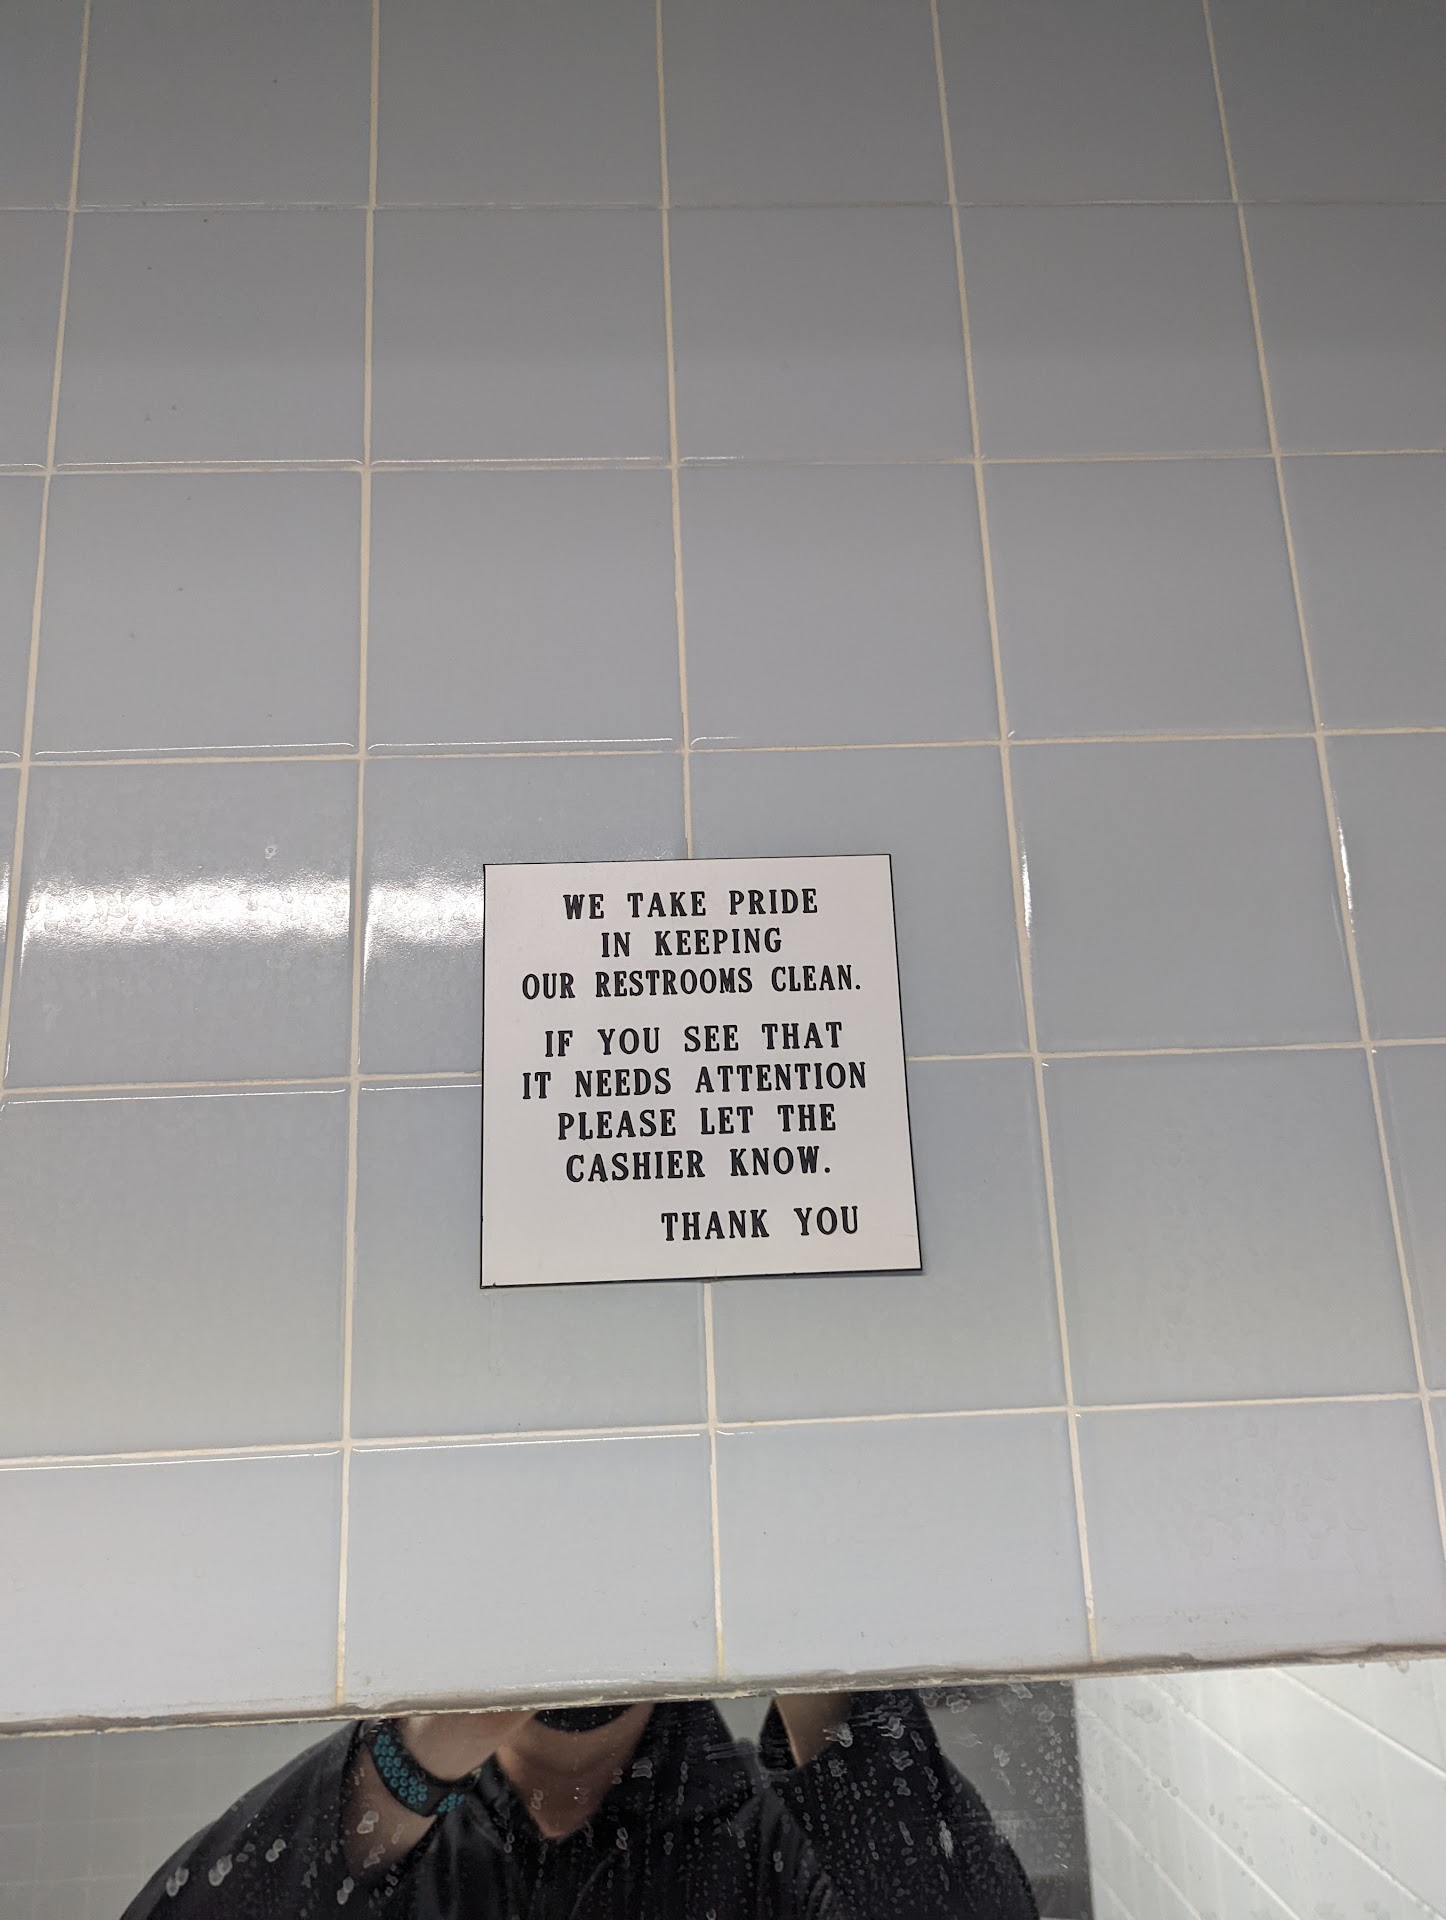 WE TAKE PRIDE
IN KEEPING
OUR RESTROOMS CLEAN.
IF YOU SEE THAT
IT NEEDS ATTENTION
PLEASE LET THE
CASHIER KNOW.
THANK YOU